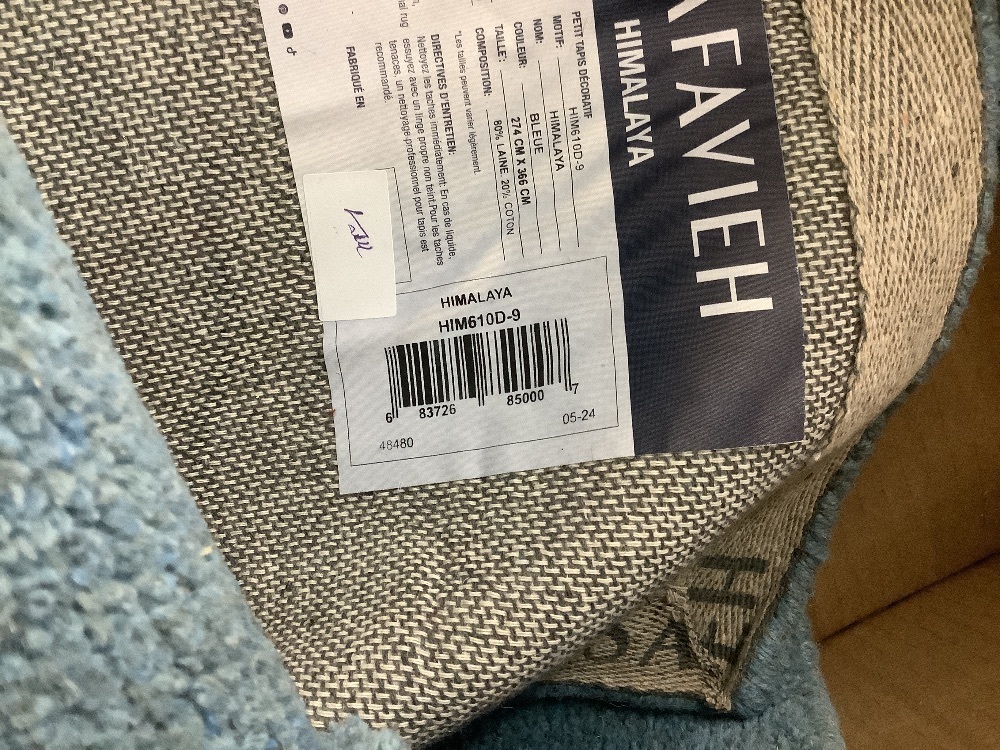 AFAVIEH
HIMALAYA
PETIT TAPIS DÉCORATIF
MOTIF: HIM610D-9
NOM: HIMALAYA
COULEUR: BLEUE
TAILLE*: 274 CM X 366 CM
COMPOSITION: 80% LAINE, 20% COTON
*Les tailles peuvent varier légèrement.
DIRECTIVES D'ENTRETIEN:
Nettoyez les taches immédiatement. En cas de liquide,
essuyez avec un linge propre non teint. Pour les taches
tenaces, un nettoyage professionnel pour tapis est
recommandé.
rug
FABRIQUÉ EN
HIMALAYA
HIM610D-9
6 83726 85000 7
48480 05-24